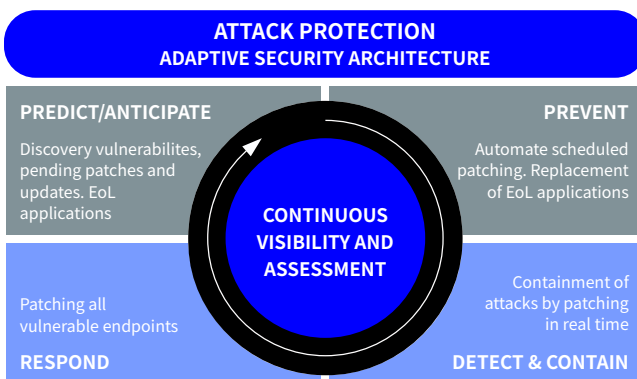 ATTACK PROTECTION
ADAPTIVE SECURITY ARCHITECTURE
PREDICT/ANTICIPATE
Discovery vulnerabilites,
pending patches and
updates. EoL
applications
PREVENT
Automate scheduled
patching. Replacement
of EoL applications
CONTINUOUS
VISIBILITY AND
ASSESSMENT
Patching all
vulnerable endpoints
RESPOND
Containment of
attacks by patching
in real time
DETECT & CONTAIN